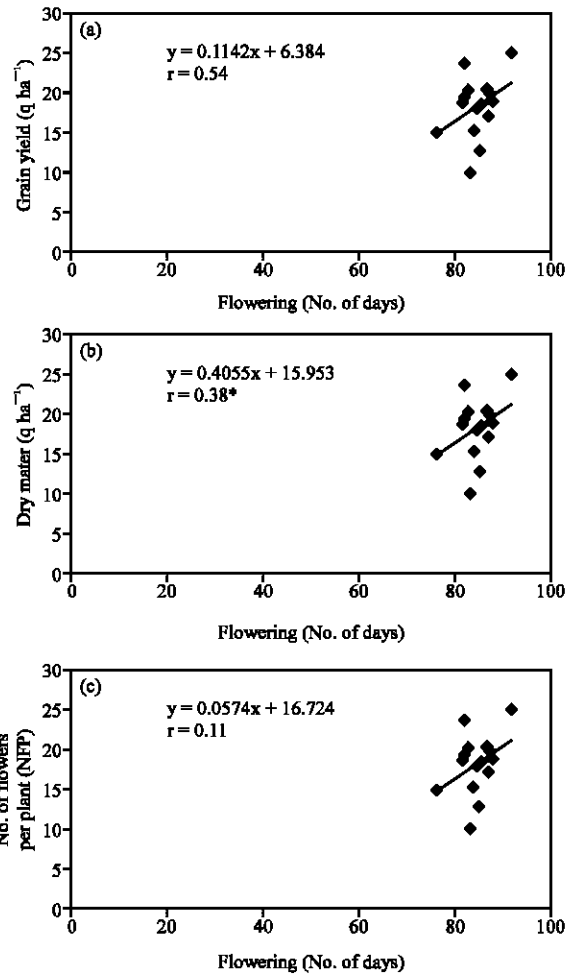 (a)
y = 0.1142x + 6.384
r = 0.54
Grain yield (q ha⁻¹)
30
25
20
15
10
5
0
0 20 40 60 80 100
Flowering (No. of days)
(b)
y = 0.4055x + 15.953
r = 0.38*
Dry mater (q ha⁻¹)
30
25
20
15
10
5
0
0 20 40 60 80 100
Flowering (No. of days)
(c)
y = 0.0574x + 16.724
r = 0.11
No. of flowers
per plant (NFP)
30
25
20
15
10
5
0
0 20 40 60 80 100
Flowering (No. of days)